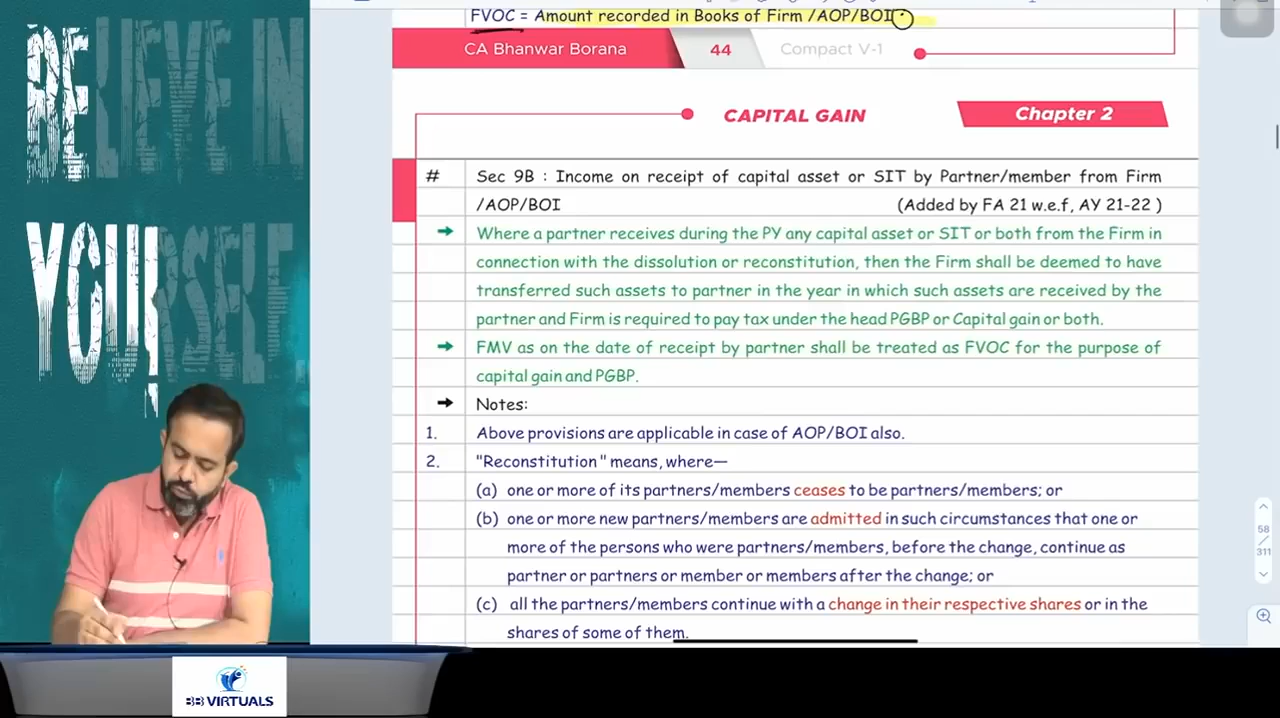 BELIEVE IN
YOURSELF.
FVOC = Amount recorded in Books of Firm /AOP/BOI
CA Bhanwar Borana
44
Compact V-1
CAPITAL GAIN
Chapter 2
# Sec 9B : Income on receipt of capital asset or SIT by Partner/member from Firm
/AOP/BOI (Added by FA 21 w.e.f, AY 21-22 )
→ Where a partner receives during the PY any capital asset or SIT or both from the Firm in
connection with the dissolution or reconstitution, then the Firm shall be deemed to have
transferred such assets to partner in the year in which such assets are received by the
partner and Firm is required to pay tax under the head PGBP or Capital gain or both.
→ FMV as on the date of receipt by partner shall be treated as FVOC for the purpose of
capital gain and PGBP.
→ Notes:
1. Above provisions are applicable in case of AOP/BOI also.
2. "Reconstitution" means, where—
(a) one or more of its partners/members ceases to be partners/members; or
(b) one or more new partners/members are admitted in such circumstances that one or
more of the persons who were partners/members, before the change, continue as
partner or partners or member or members after the change; or
(c) all the partners/members continue with a change in their respective shares or in the
shares of some of them.
58
/
311
BB VIRTUALS